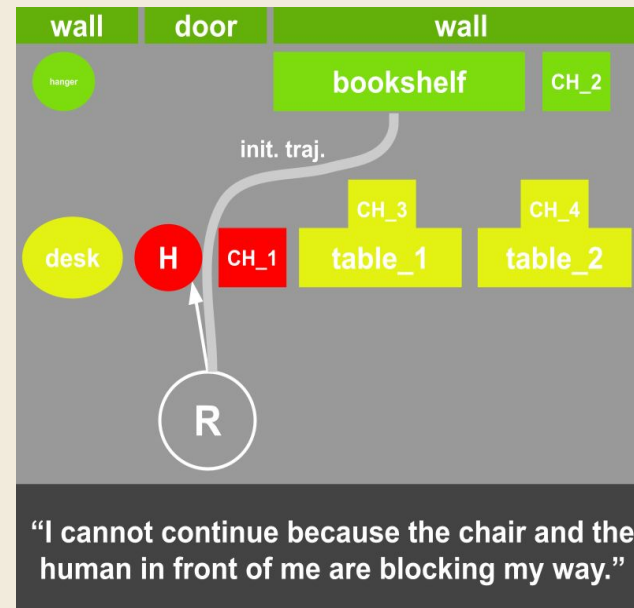 wall door wall
hanger bookshelf CH_2
init. traj.
CH_3 CH_4
desk H CH_1 table_1 table_2
R
“I cannot continue because the chair and the
human in front of me are blocking my way.”